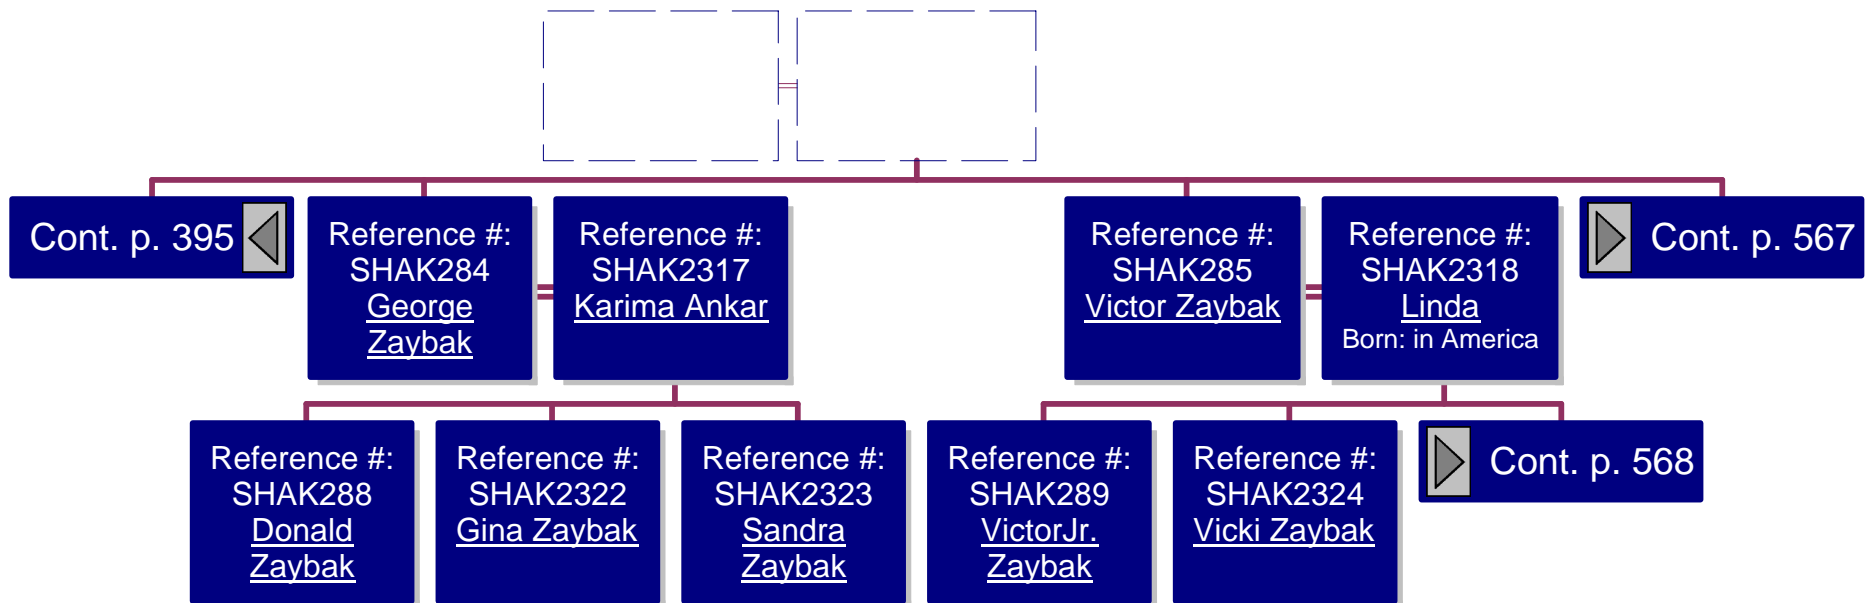 Cont. p. 395
Reference #:
SHAK284
George
Zaybak
Reference #:
SHAK2317
Karima Ankar
Reference #:
SHAK285
Victor Zaybak
Reference #:
SHAK2318
Linda
Born: in America
Cont. p. 567
Reference #:
SHAK288
Donald
Zaybak
Reference #:
SHAK2322
Gina Zaybak
Reference #:
SHAK2323
Sandra
Zaybak
Reference #:
SHAK289
VictorJr.
Zaybak
Reference #:
SHAK2324
Vicki Zaybak
Cont. p. 568